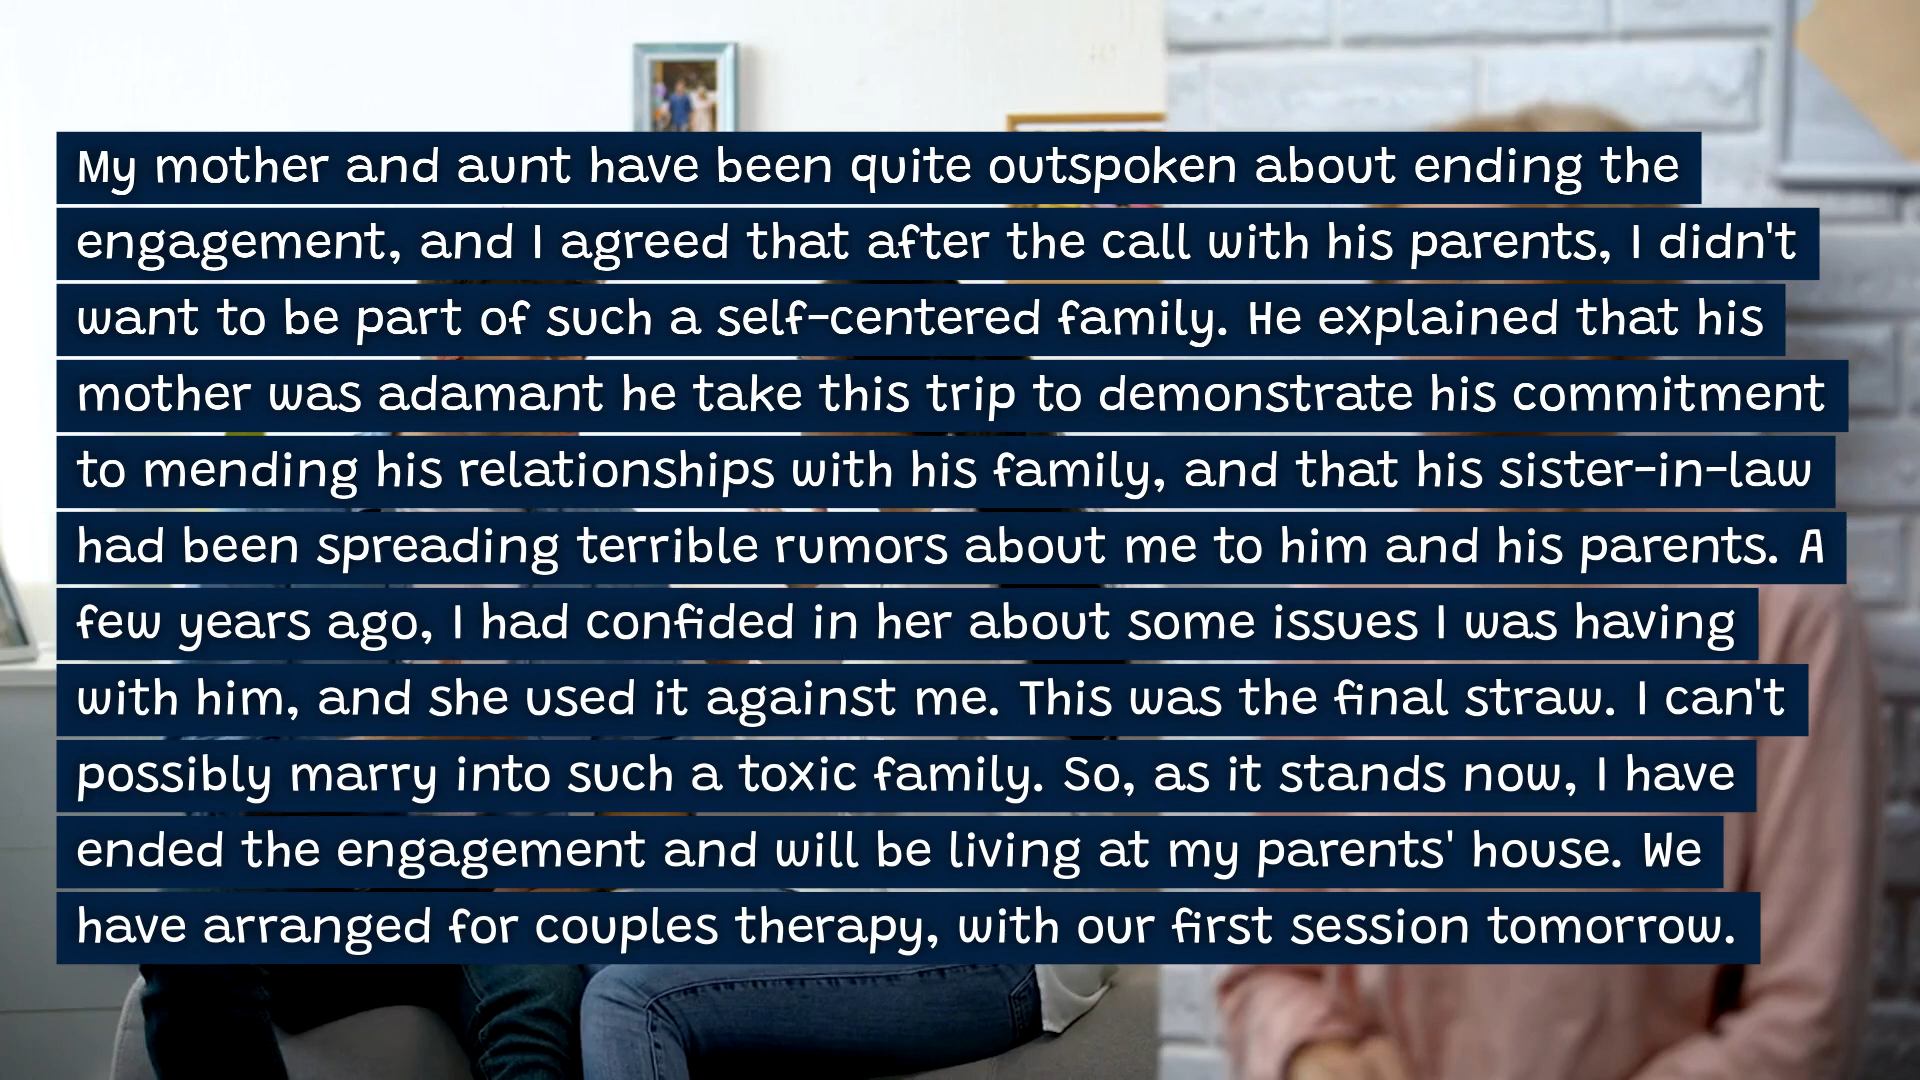 My mother and aunt have been quite outspoken about ending the
engagement, and I agreed that after the call with his parents, I didn't
want to be part of such a self-centered family. He explained that his
mother was adamant he take this trip to demonstrate his commitment
to mending his relationships with his family, and that his sister-in-law
had been spreading terrible rumors about me to him and his parents. A
few years ago, I had confided in her about some issues I was having
with him, and she used it against me. This was the final straw. I can't
possibly marry into such a toxic family. So, as it stands now, I have
ended the engagement and will be living at my parents' house. We
have arranged for couples therapy, with our first session tomorrow.